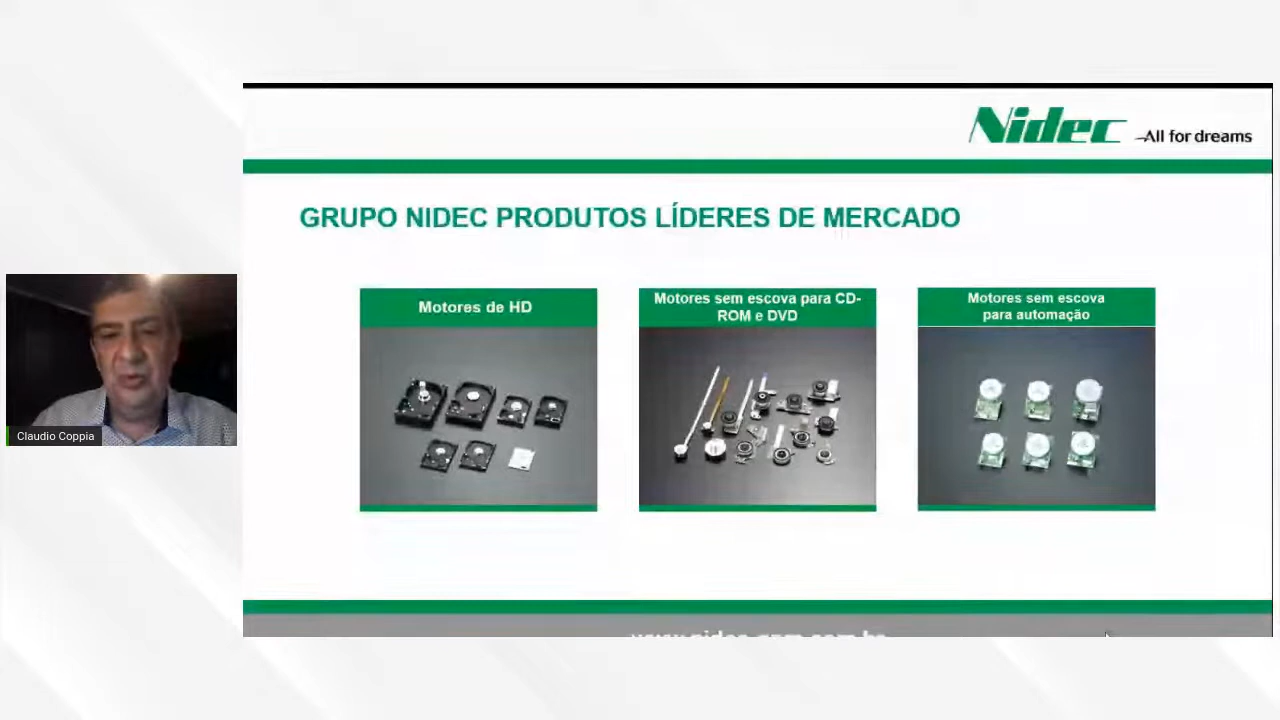 Nidec
All for dreams
GRUPO NIDEC PRODUTOS LÍDERES DE MERCADO
Motores de HD
Motores sem escova para CD-
ROM e DVD
Motores sem escova
para automação
Claudio Coppia